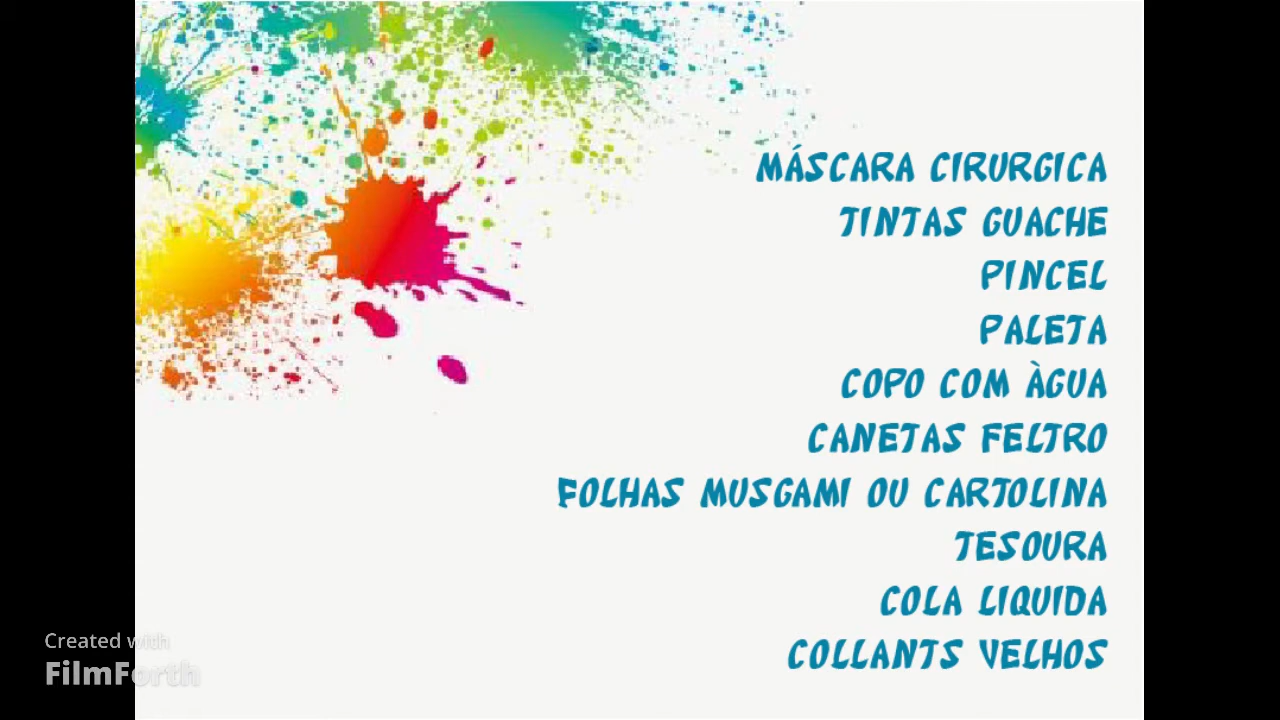 MÁSCARA CIRURGICA
TINTAS GUACHE
PINCEL
PALETA
COPO COM ÀGUA
CANETAS FELTRO
FOLHAS MUSGAMI OU CARTOLINA
TESOURA
COLA LIQUIDA
COLLANTS VELHOS
Created with
FilmForth